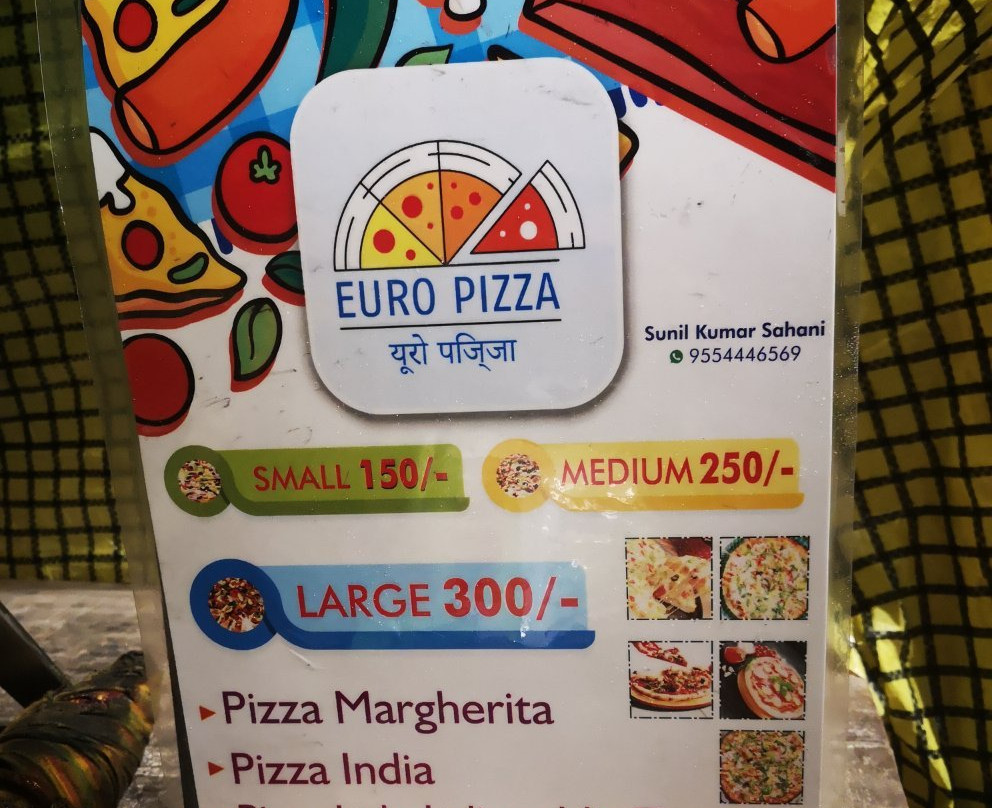 EURO PIZZA
यूरो पजि्जा
Sunil Kumar Sahani
9554446569
SMALL 150/-
MEDIUM 250/-
LARGE 300/-
Pizza Margherita
Pizza India